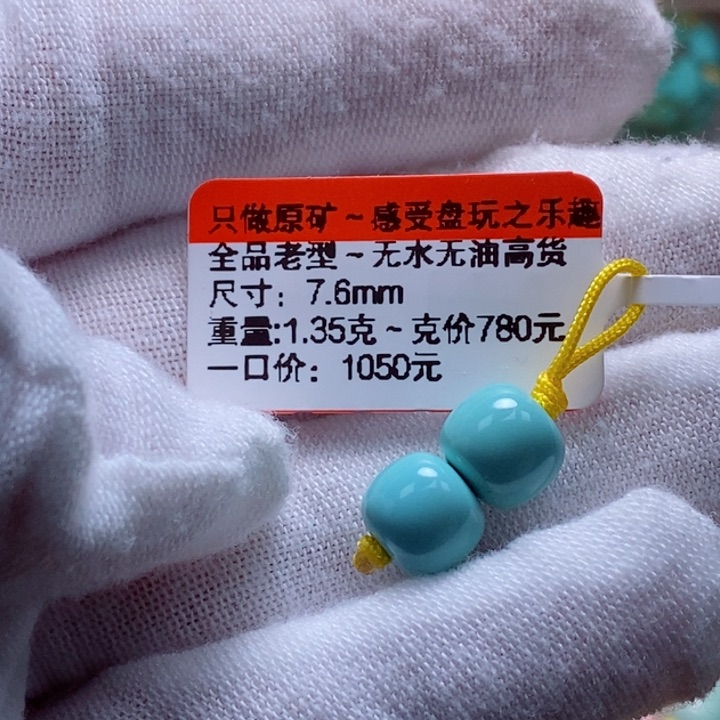 只做原矿~感受盘玩之乐趣
全品老型~无水无油高货
尺寸：7.6mm
重量:1.35克~克价780元
一口价：1050元